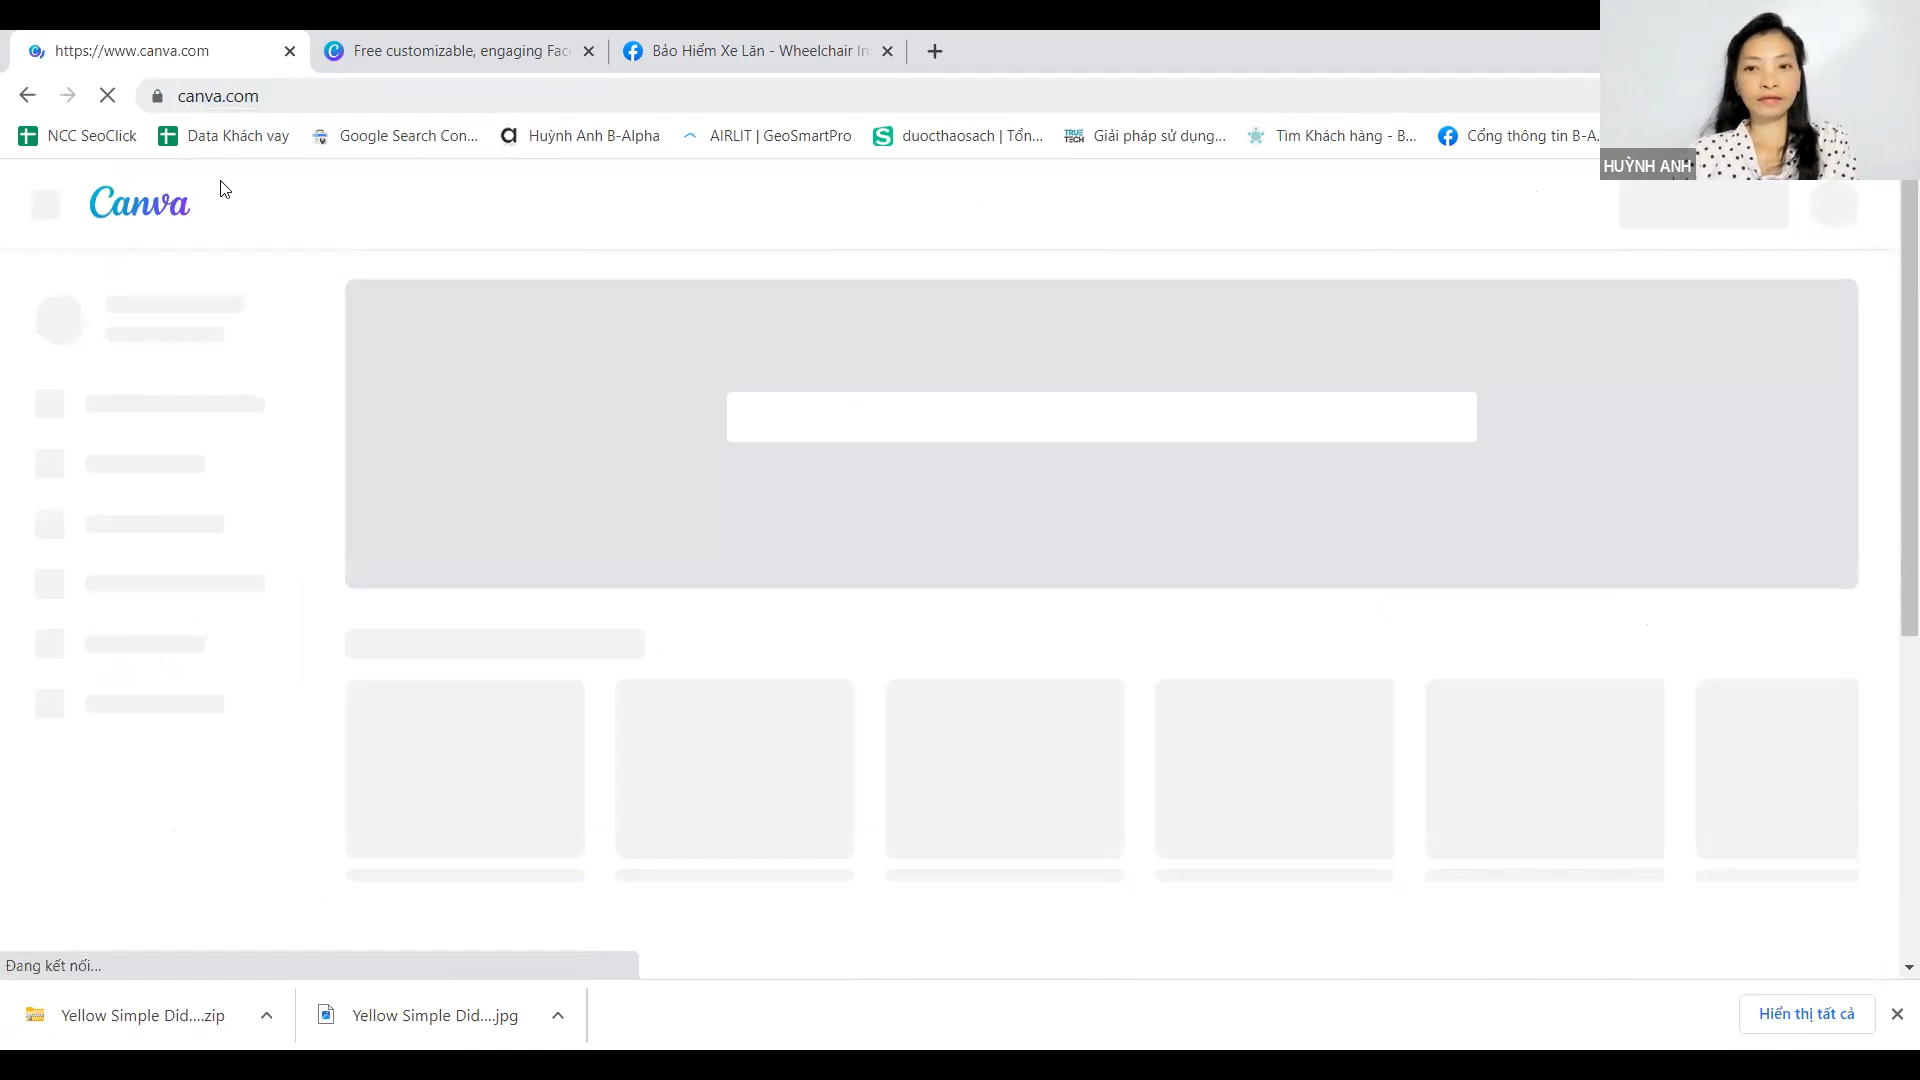 https://www.canva.com
Free customizable, engaging Fac
Bảo Hiểm Xe Lăn - Wheelchair In
canva.com
NCC SeoClick
Data Khách vay
Google Search Con...
Huỳnh Anh B-Alpha
AIRLIT | GeoSmartPro
duocthaosach | Tổn...
TRUE TECH
Giải pháp sử dụng...
Tìm Khách hàng - B...
Cổng thông tin B-A.
HUỲNH ANH
Canva
Đang kết nối...
Yellow Simple Did....zip
Yellow Simple Did....jpg
Hiển thị tất cả